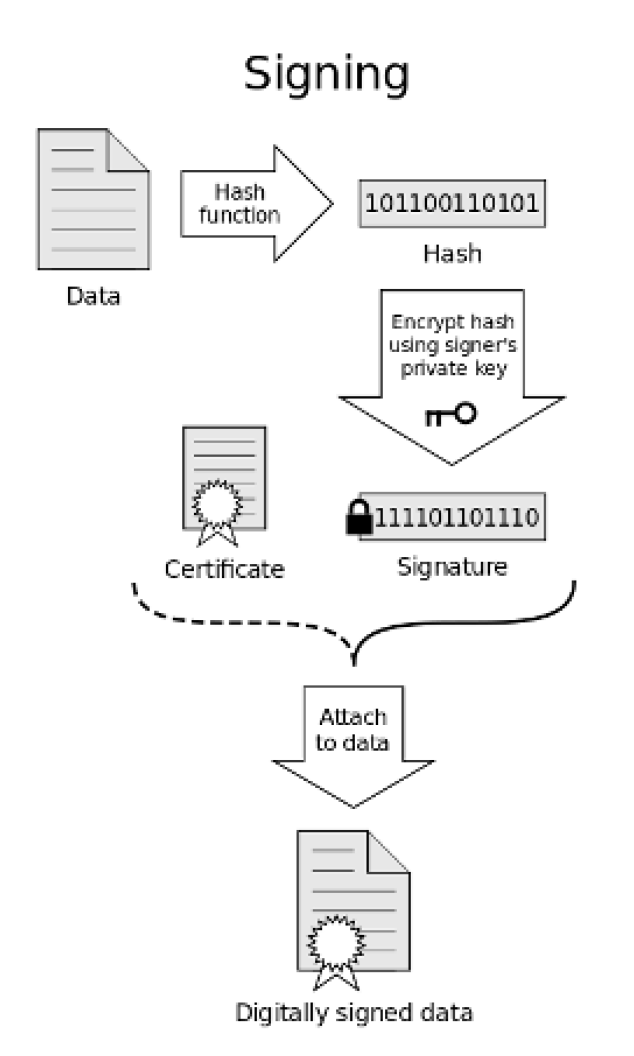 Signing
Hash
function
101100110101
Data
Hash
Encrypt hash
using signer's
private key
111101101110
Certificate
Signature
Attach
to data
Digitally signed data